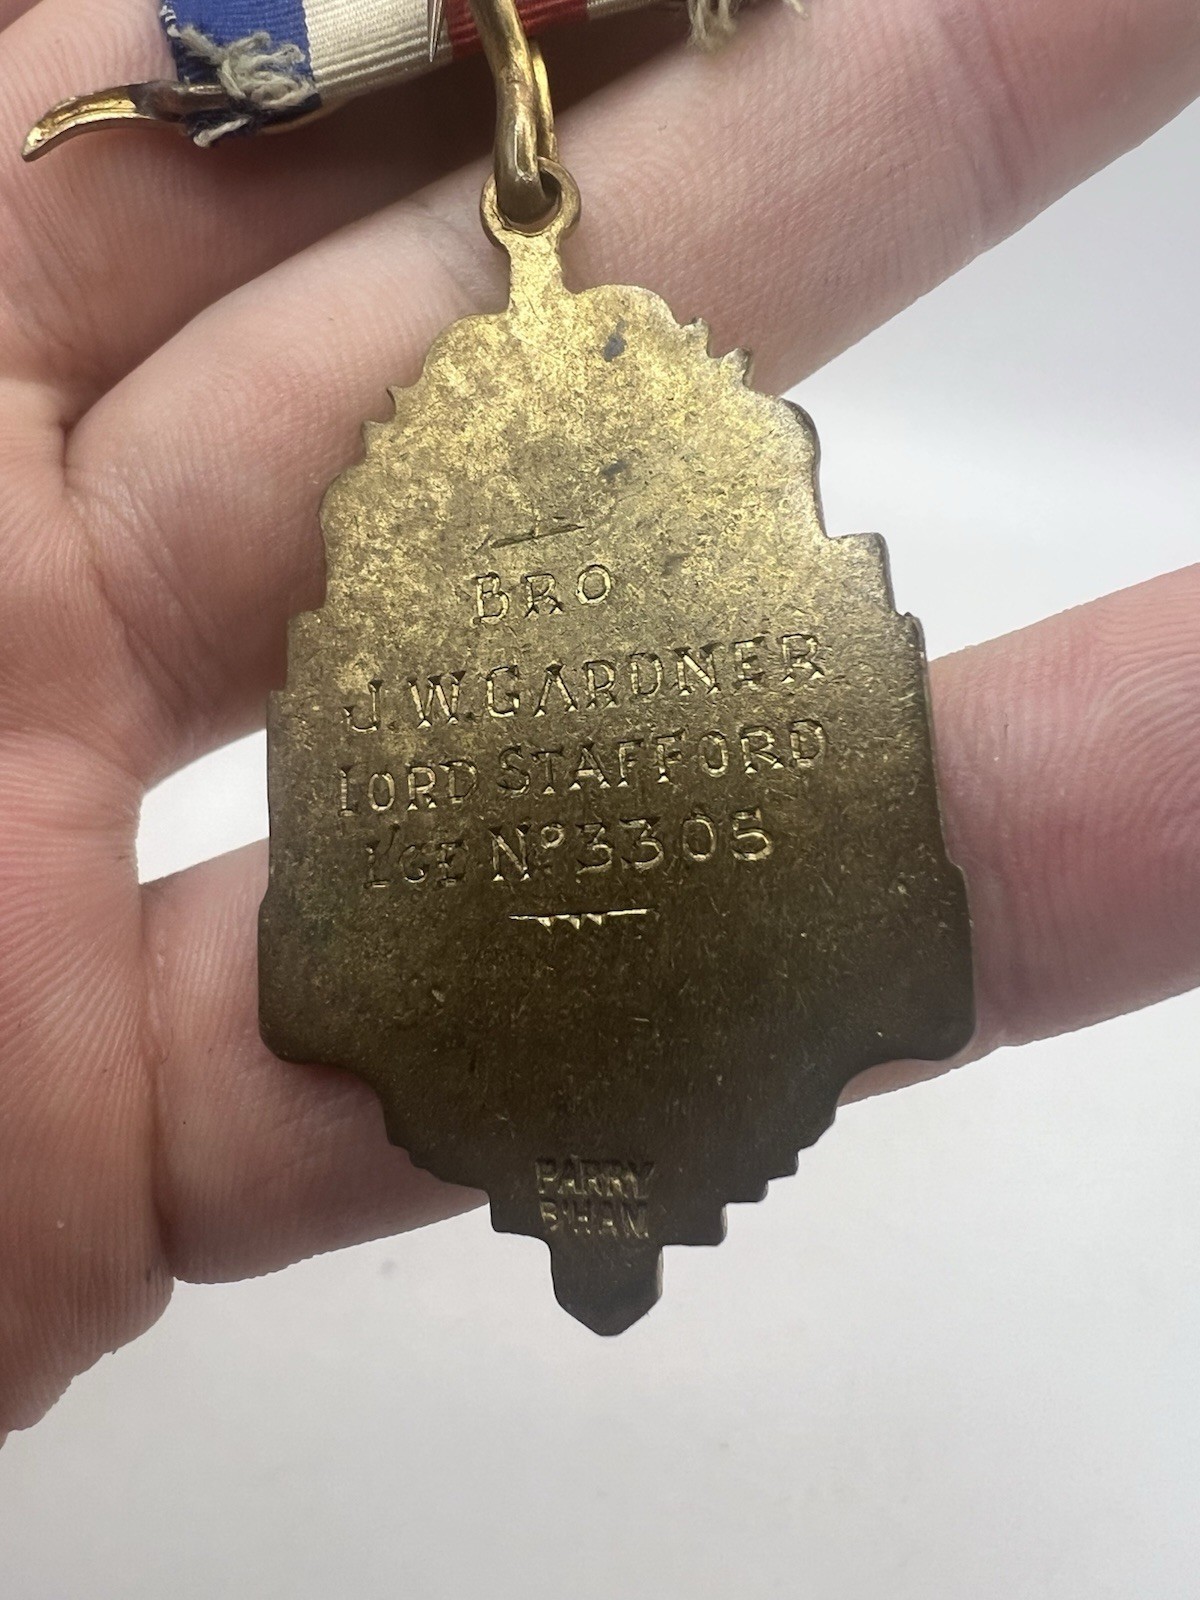 BRO
J.W.GARDNER
LORD STAFFORD
LGE Nº 3305
PARRY
B'HAM